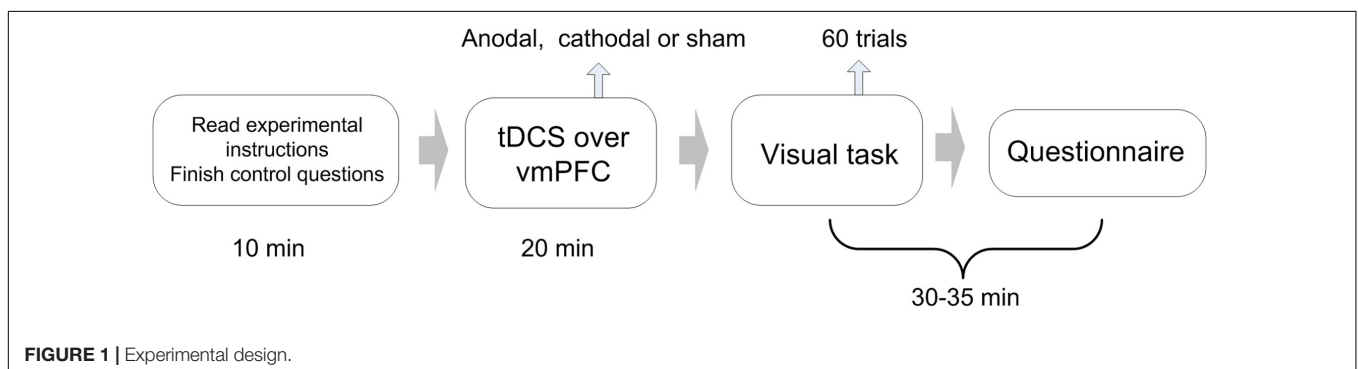 Anodal, cathodal or sham
60 trials
Read experimental
instructions
Finish control questions
tDCS over
vmPFC
Visual task
Questionnaire
10 min
20 min
30-35 min
FIGURE 1 | Experimental design.